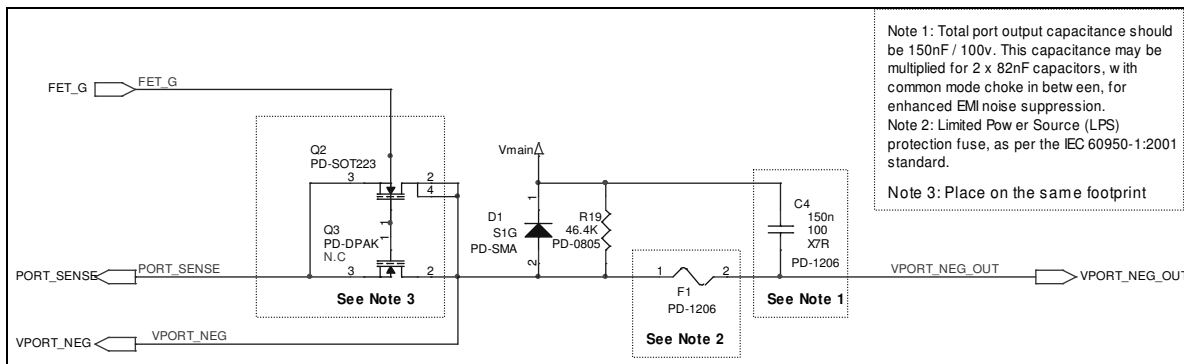 Note 1: Total port output capacitance should
be 150nF / 100v. This capacitance may be
multiplied for 2 x 82nF capacitors, with
common mode choke in between, for
enhanced EMI noise suppression.
Note 2: Limited Power Source (LPS)
protection fuse, as per the IEC 60950-1:2001
standard.
Note 3: Place on the same footprint
FET_G
FET_G
Q2
PD-SOT223
3
2
4
1
Q3
PD-DPAK
N.C
1
3
2
See Note 3
Vmain
1
D1
S1G
PD-SMA
2
R19
46.4K
PD-0805
C4
150n
100
X7R
PD-1206
See Note 1
1
2
F1
PD-1206
See Note 2
PORT_SENSE
PORT_SENSE
VPORT_NEG_OUT
VPORT_NEG_OUT
VPORT_NEG
VPORT_NEG